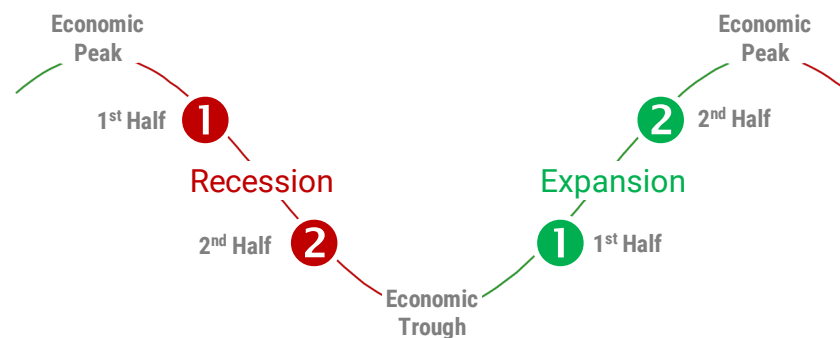 Economic
Peak
Economic
Peak
1st Half
1
2
2nd Half
Recession
Expansion
2nd Half
2
1
1st Half
Economic
Trough